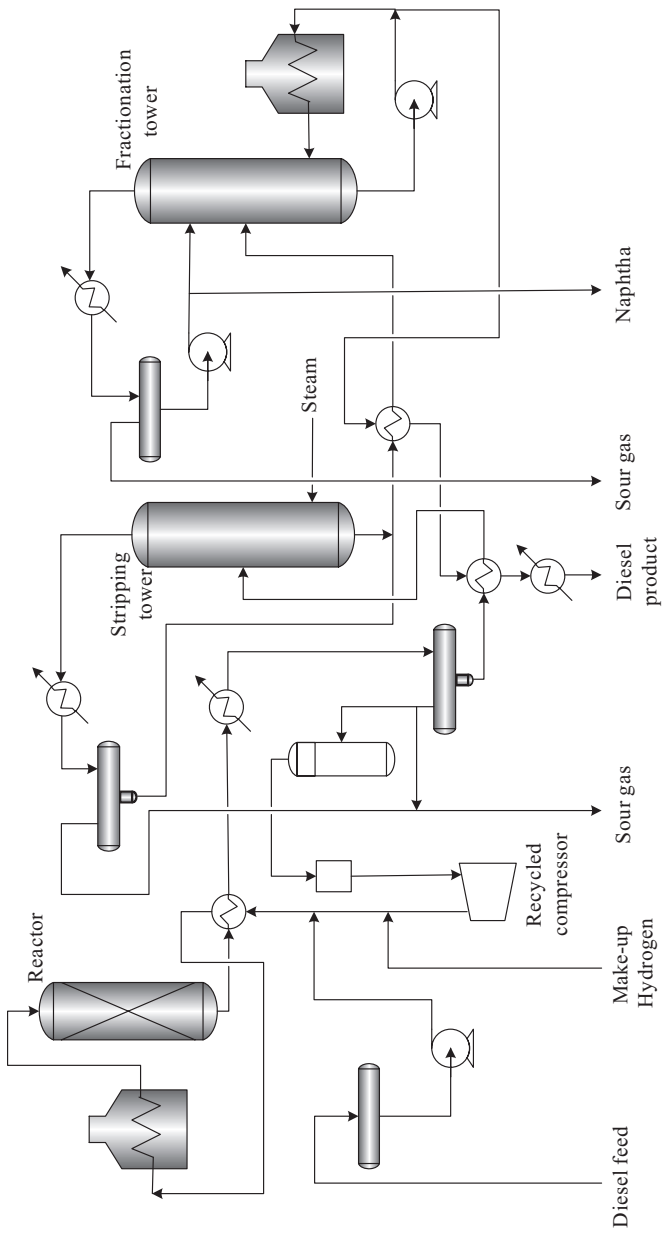 Reactor
Stripping
tower
Fractionation
tower
Steam
Recycled
compressor
Diesel feed
Make-up
Hydrogen
Sour gas
Diesel
product
Sour gas
Naphtha